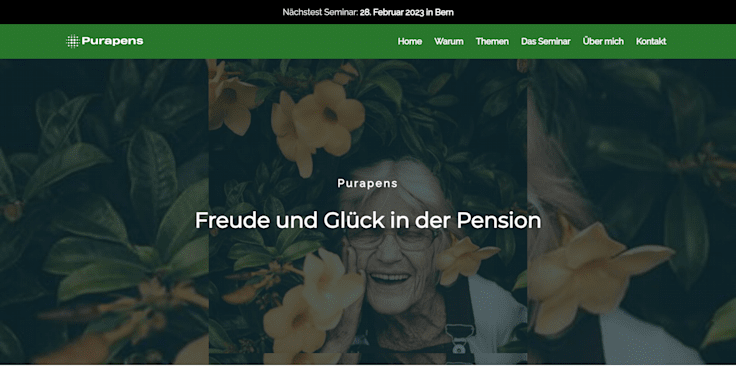 Nächstest Seminar: 28. Februar 2023 in Bern
Purapens
Home Warum Themen Das Seminar Über mich Kontakt
Purapens
Freude und Glück in der Pension